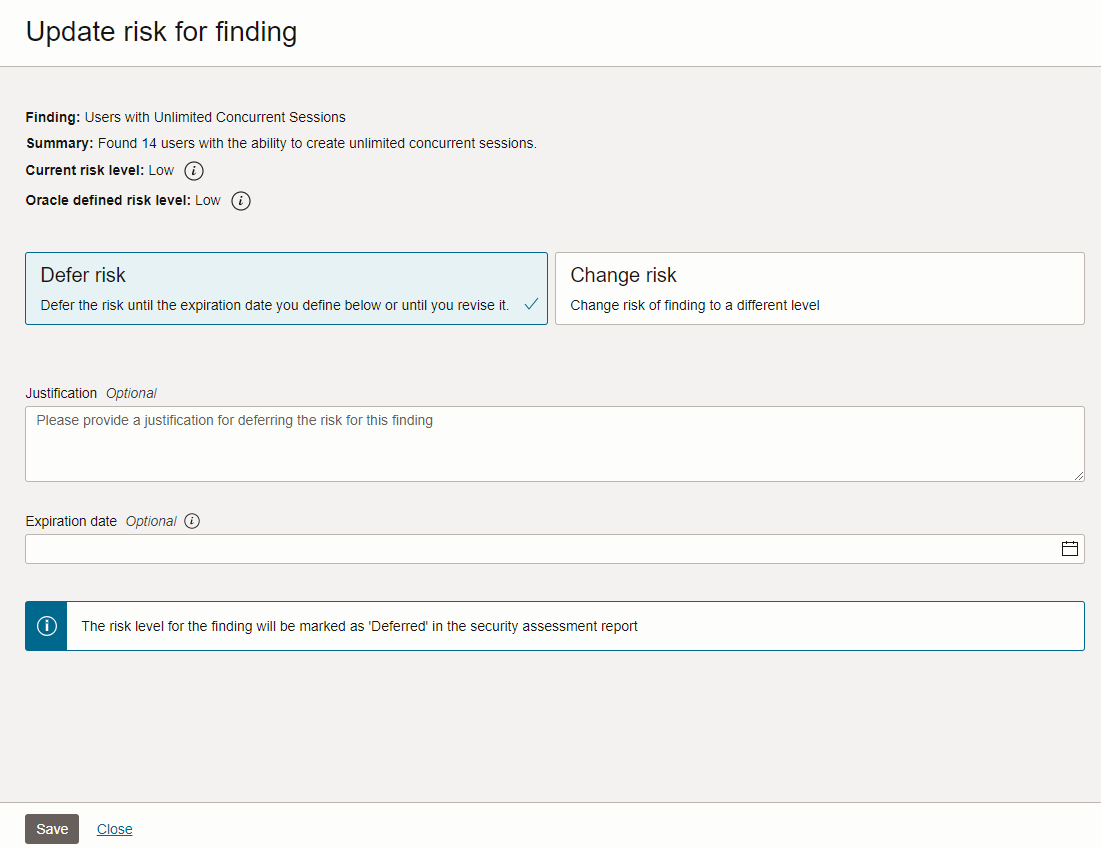 Update risk for finding
Finding: Users with Unlimited Concurrent Sessions
Summary: Found 14 users with the ability to create unlimited concurrent sessions.
Current risk level: Low
Oracle defined risk level: Low
Defer risk
Defer the risk until the expiration date you define below or until you revise it.
Change risk
Change risk of finding to a different level
Justification Optional
Please provide a justification for deferring the risk for this finding
Expiration date Optional
The risk level for the finding will be marked as 'Deferred' in the security assessment report
Save Close